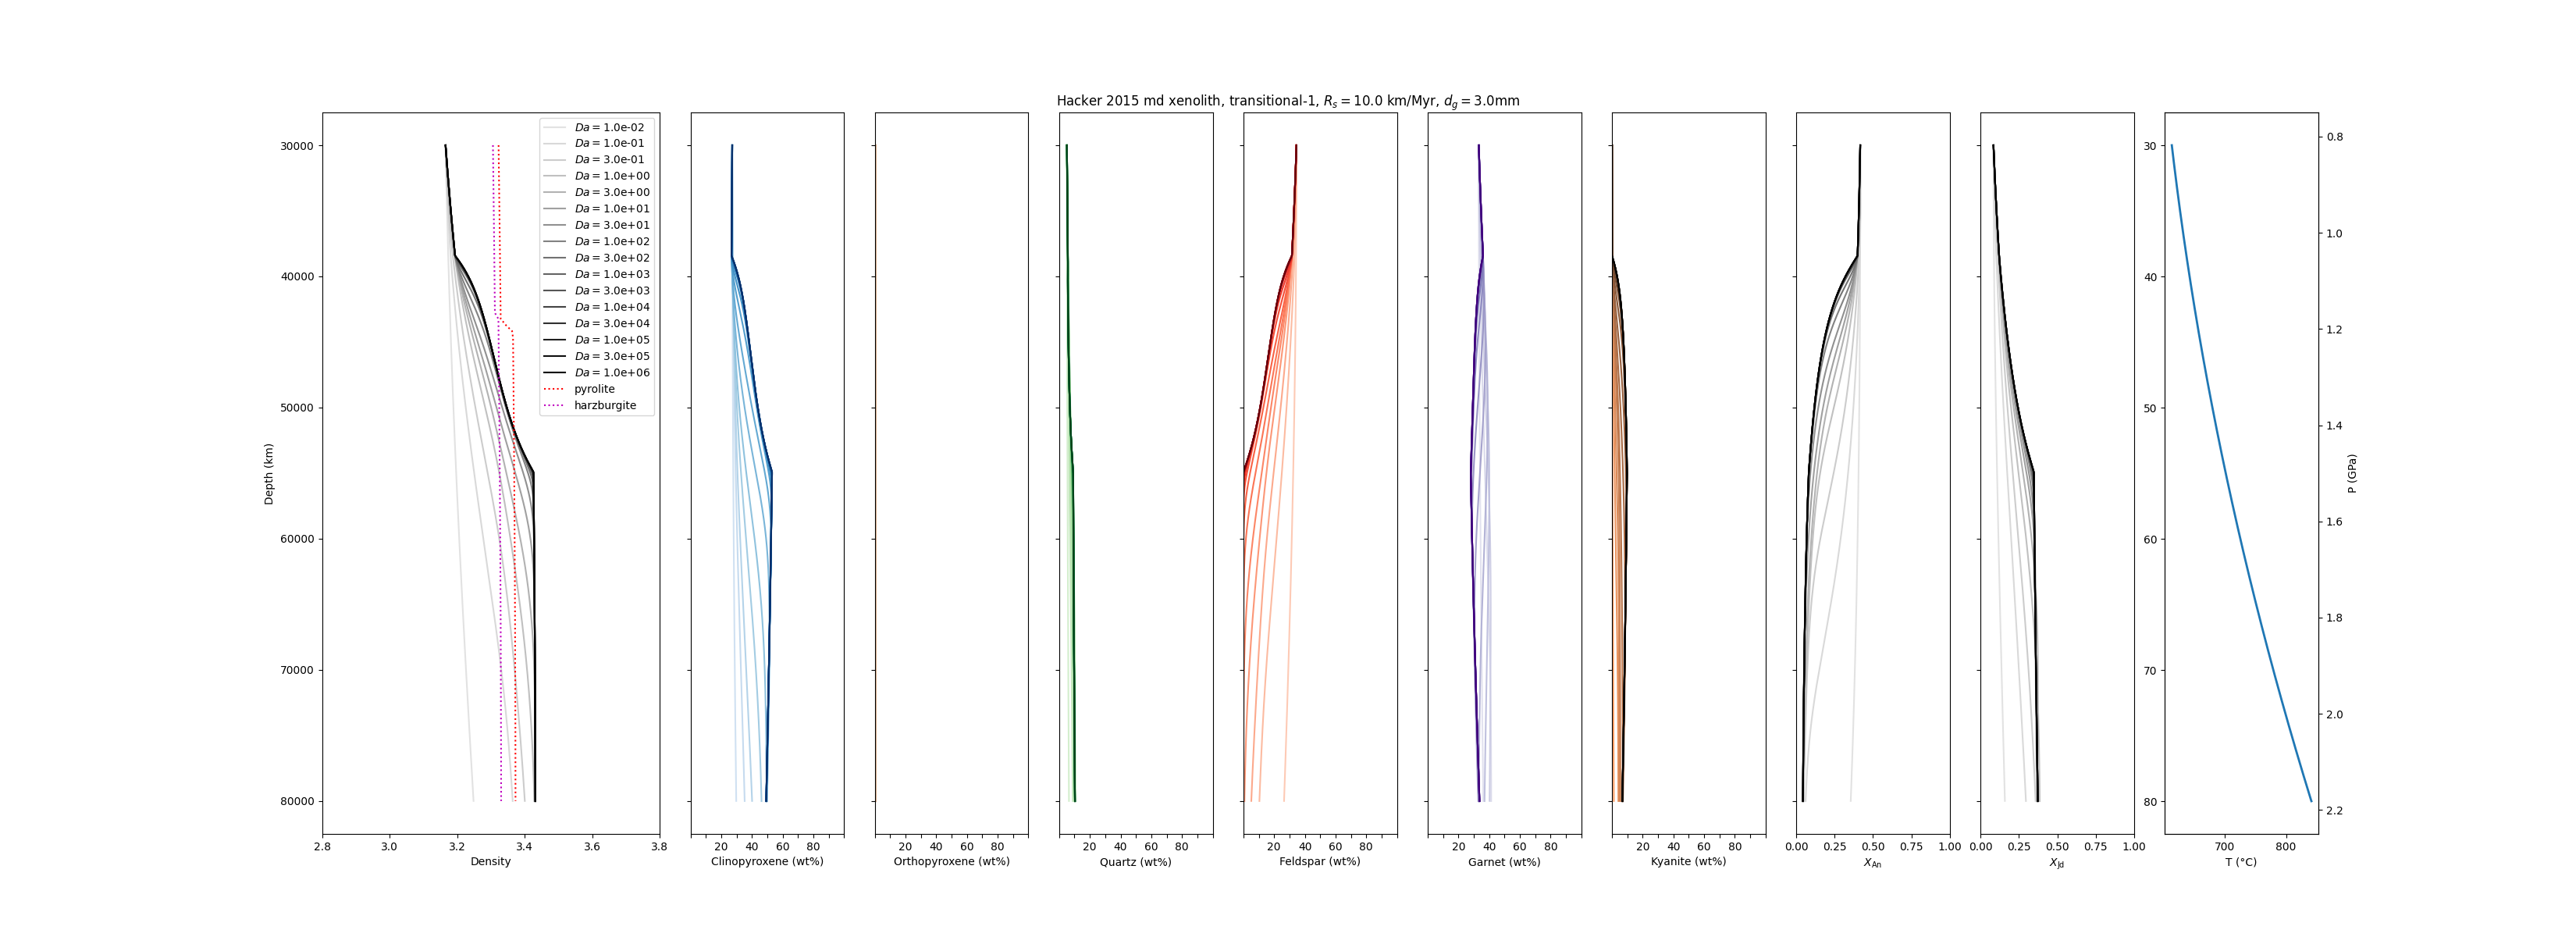 Hacker 2015 md xenolith, transitional-1, R_s = 10.0 km/Myr, d_g = 3.0mm
Da = 1.0e-02
Da = 1.0e-01
Da = 3.0e-01
Da = 1.0e+00
Da = 3.0e+00
Da = 1.0e+01
Da = 3.0e+01
Da = 1.0e+02
Da = 3.0e+02
Da = 1.0e+03
Da = 3.0e+03
Da = 1.0e+04
Da = 3.0e+04
Da = 1.0e+05
Da = 3.0e+05
Da = 1.0e+06
pyrolite
harzburgite
Depth (km)
30000
40000
50000
60000
70000
80000
2.8 3.0 3.2 3.4 3.6 3.8
Density
20 40 60 80
Clinopyroxene (wt%)
20 40 60 80
Orthopyroxene (wt%)
20 40 60 80
Quartz (wt%)
20 40 60 80
Feldspar (wt%)
20 40 60 80
Garnet (wt%)
20 40 60 80
Kyanite (wt%)
0.00 0.25 0.50 0.75 1.00
X_An
0.00 0.25 0.50 0.75 1.00
X_Jd
30
40
50
60
70
80
700 800
T (°C)
0.8
1.0
1.2
1.4
1.6
1.8
2.0
2.2
P (GPa)